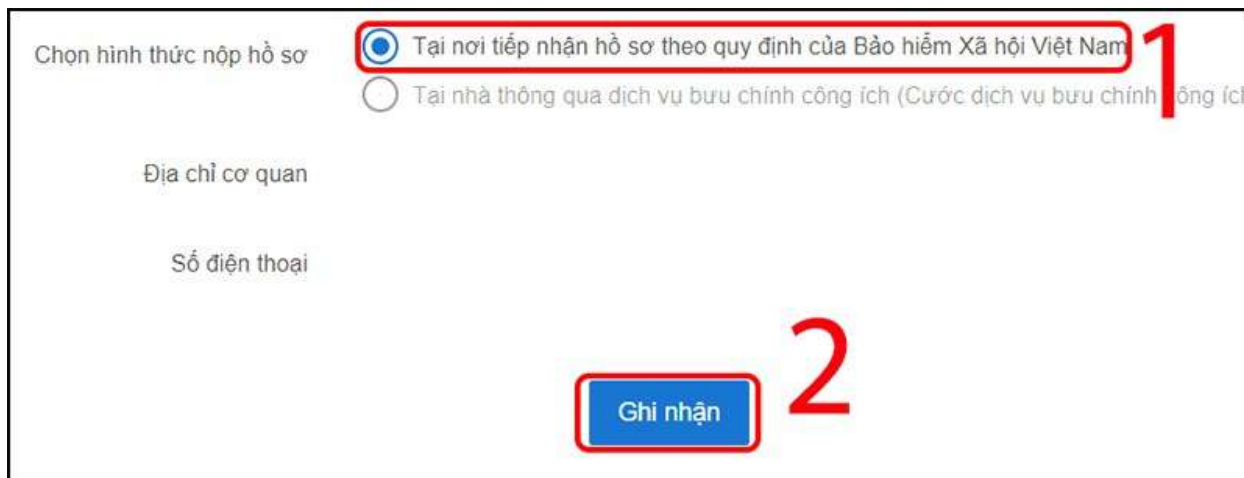 Chọn hình thức nộp hồ sơ
Tại nơi tiếp nhận hồ sơ theo quy định của Bảo hiểm Xã hội Việt Nam
1
Tại nhà thông qua dịch vụ bưu chính công ích (Cước dịch vụ bưu chính công ích
Địa chỉ cơ quan
Số điện thoại
2
Ghi nhận